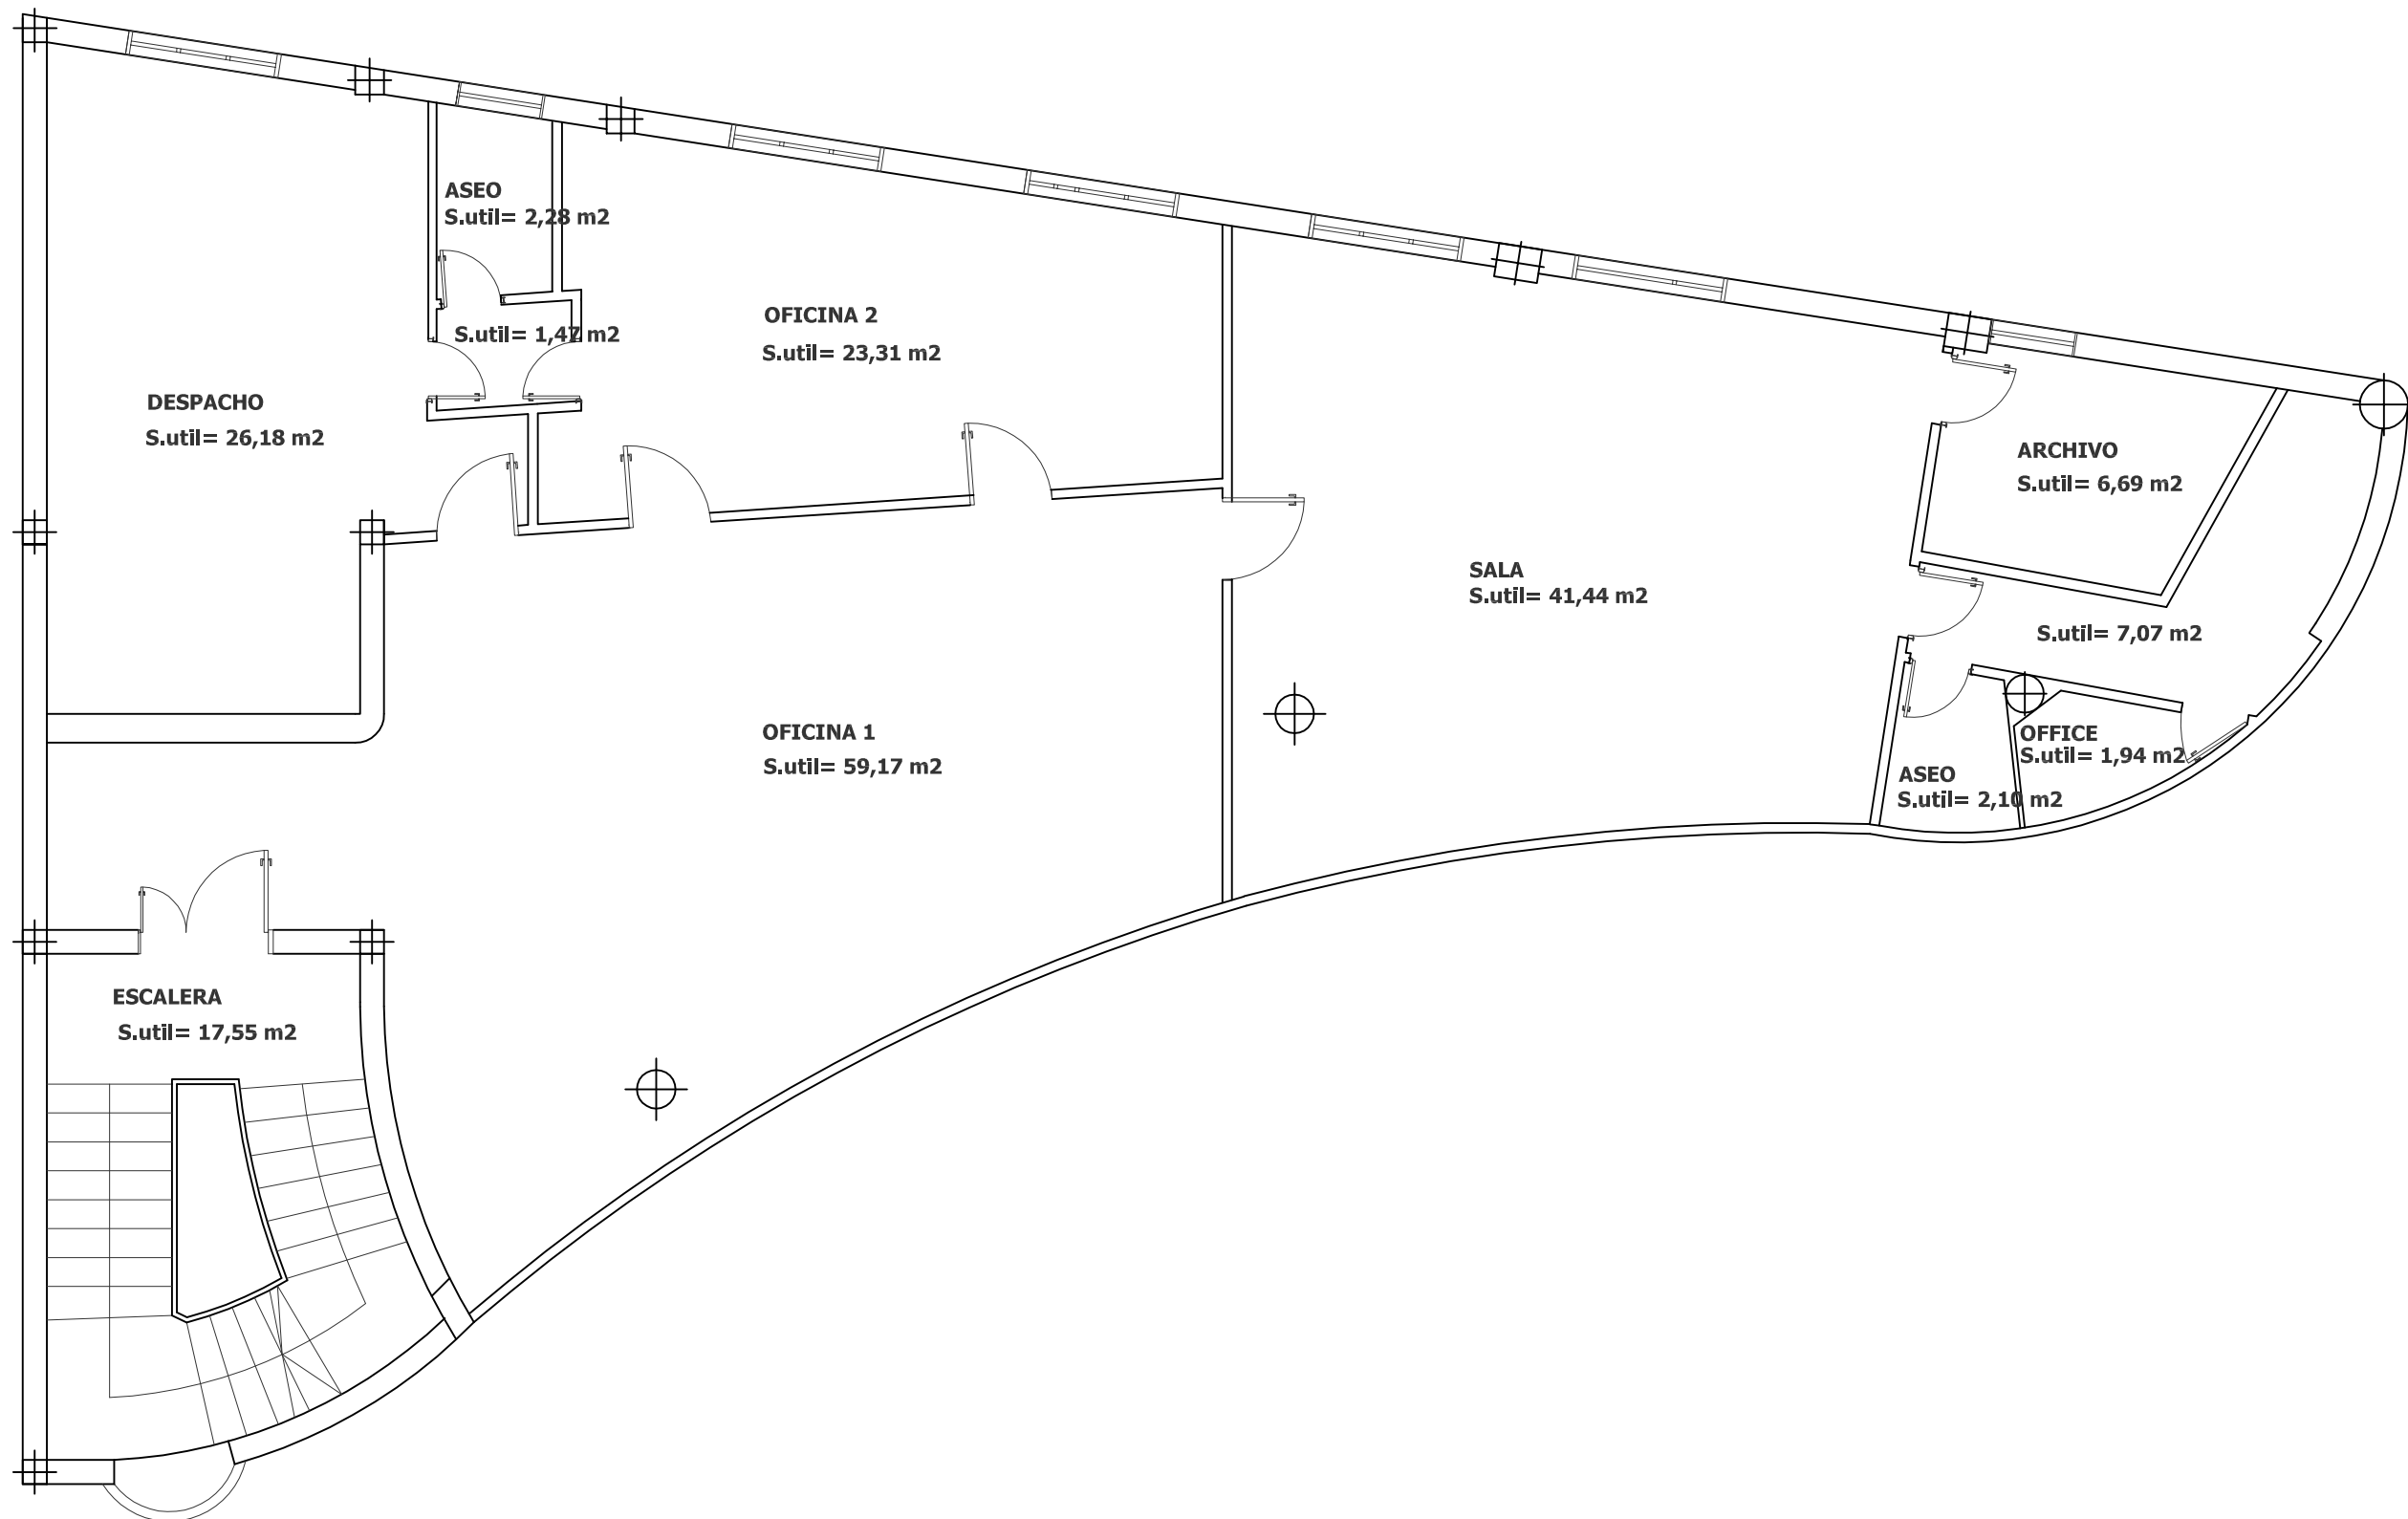 ASEO
S.util= 2,28 m2
S.util= 1,47 m2
OFICINA 2
S.util= 23,31 m2
DESPACHO
S.util= 26,18 m2
ARCHIVO
S.util= 6,69 m2
SALA
S.util= 41,44 m2
S.util= 7,07 m2
OFICINA 1
S.util= 59,17 m2
OFFICE
S.util= 1,94 m2
ASEO
S.util= 2,10 m2
ESCALERA
S.util= 17,55 m2